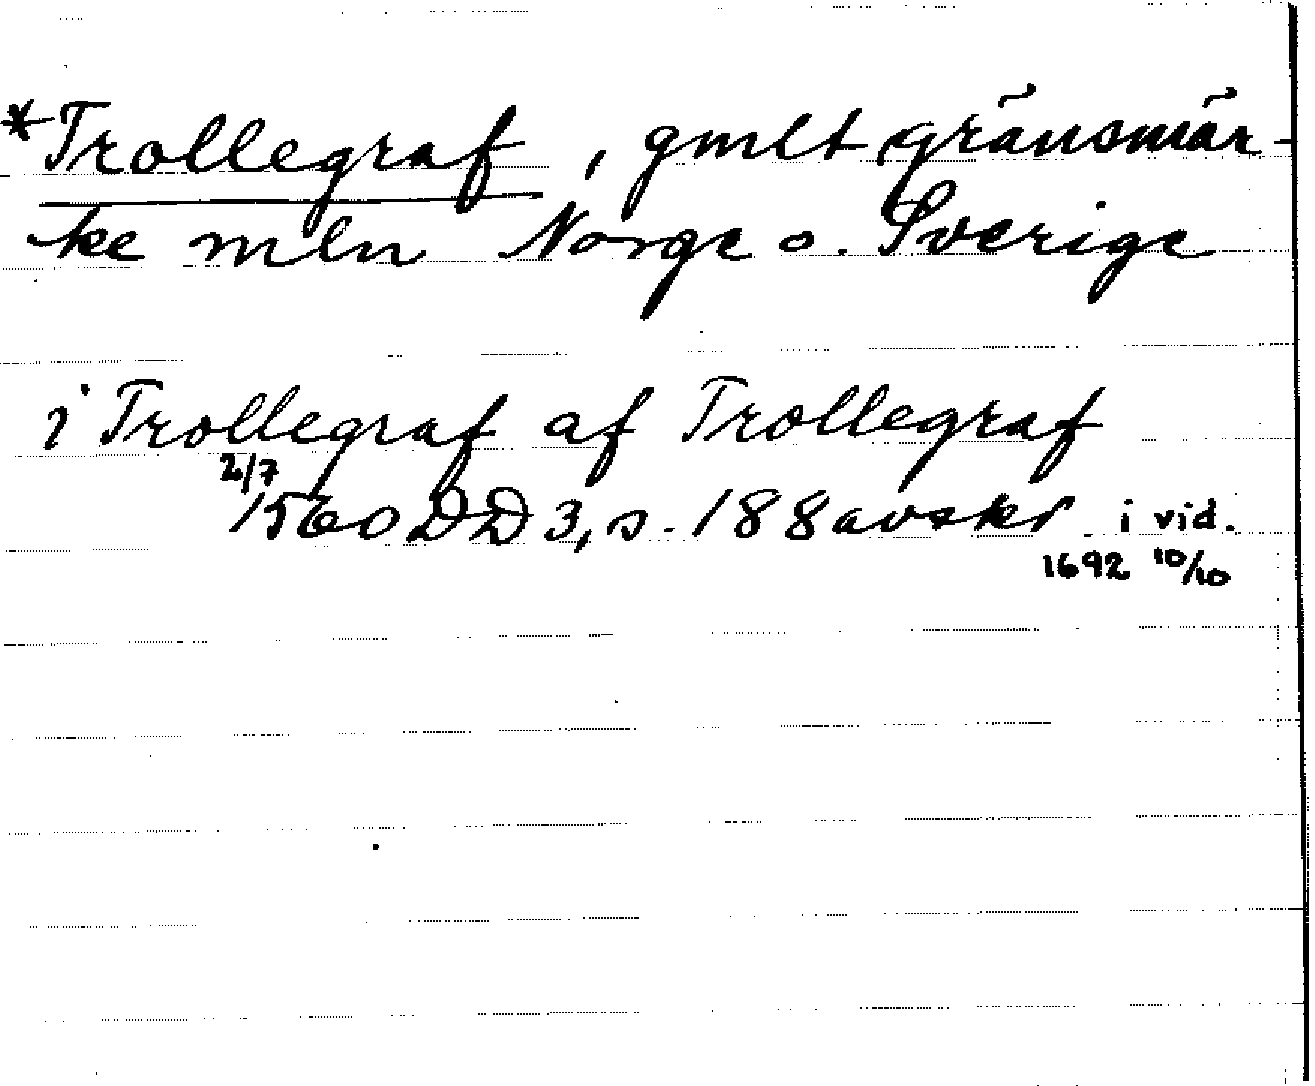 *Trollegraf, gmlt gränsmär-
ke mln Norge o. Sverige
i Trollegraf af Trollegraf
2/7
1560 DD 3, s. 188 avskr i vid.
1692 10/10